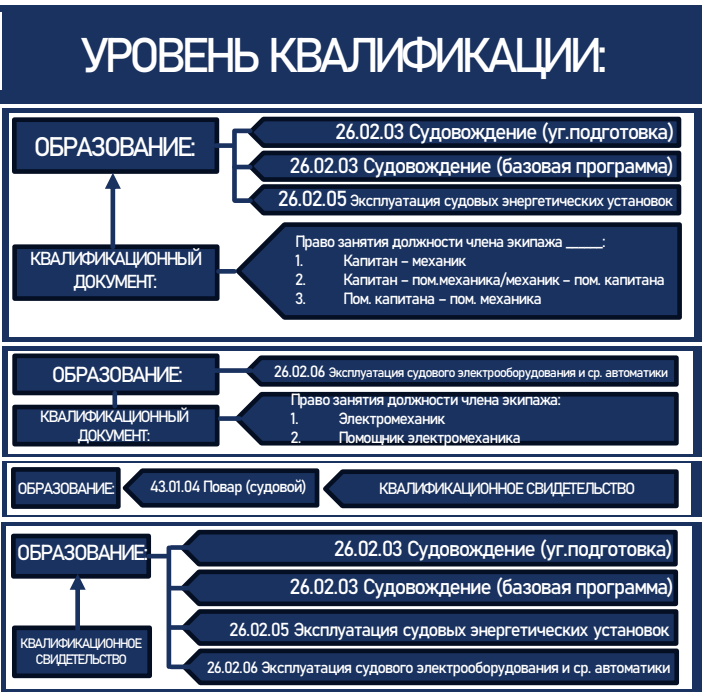 УРОВЕНЬ КВАЛИФИКАЦИИ:
ОБРАЗОВАНИЕ:
26.02.03 Судовождение (уг.подготовка)
26.02.03 Судовождение (базовая программа)
26.02.05 Эксплуатация судовых энергетических установок
КВАЛИФИКАЦИОННЫЙ
ДОКУМЕНТ:
Право занятия должности члена экипажа _____:
1. Капитан – механик
2. Капитан – пом.механика/механик – пом. капитана
3. Пом. капитана – пом. механика
ОБРАЗОВАНИЕ:
26.02.06 Эксплуатация судового электрооборудования и ср. автоматики
КВАЛИФИКАЦИОННЫЙ
ДОКУМЕНТ:
Право занятия должности члена экипажа:
1. Электромеханик
2. Помощник электромеханика
ОБРАЗОВАНИЕ:
43.01.04 Повар (судовой)
КВАЛИФИКАЦИОННОЕ СВИДЕТЕЛЬСТВО
ОБРАЗОВАНИЕ:
26.02.03 Судовождение (уг.подготовка)
26.02.03 Судовождение (базовая программа)
26.02.05 Эксплуатация судовых энергетических установок
26.02.06 Эксплуатация судового электрооборудования и ср. автоматики
КВАЛИФИКАЦИОННОЕ
СВИДЕТЕЛЬСТВО